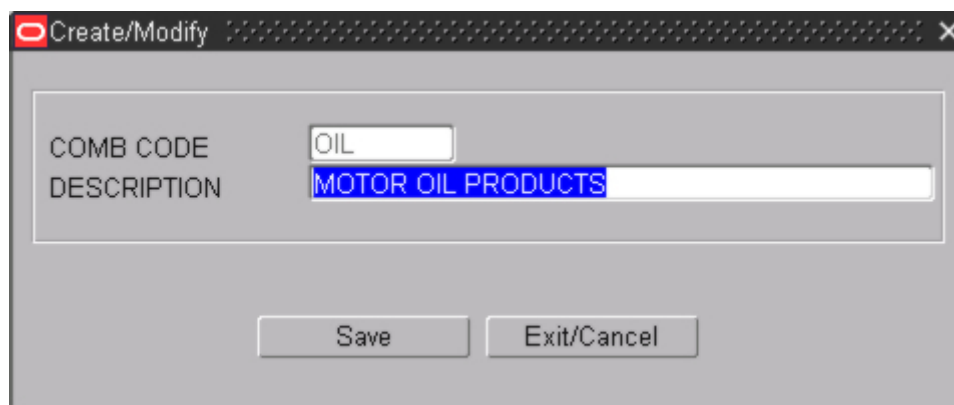 Create/Modify
COMB CODE OIL
DESCRIPTION MOTOR OIL PRODUCTS
Save Exit/Cancel